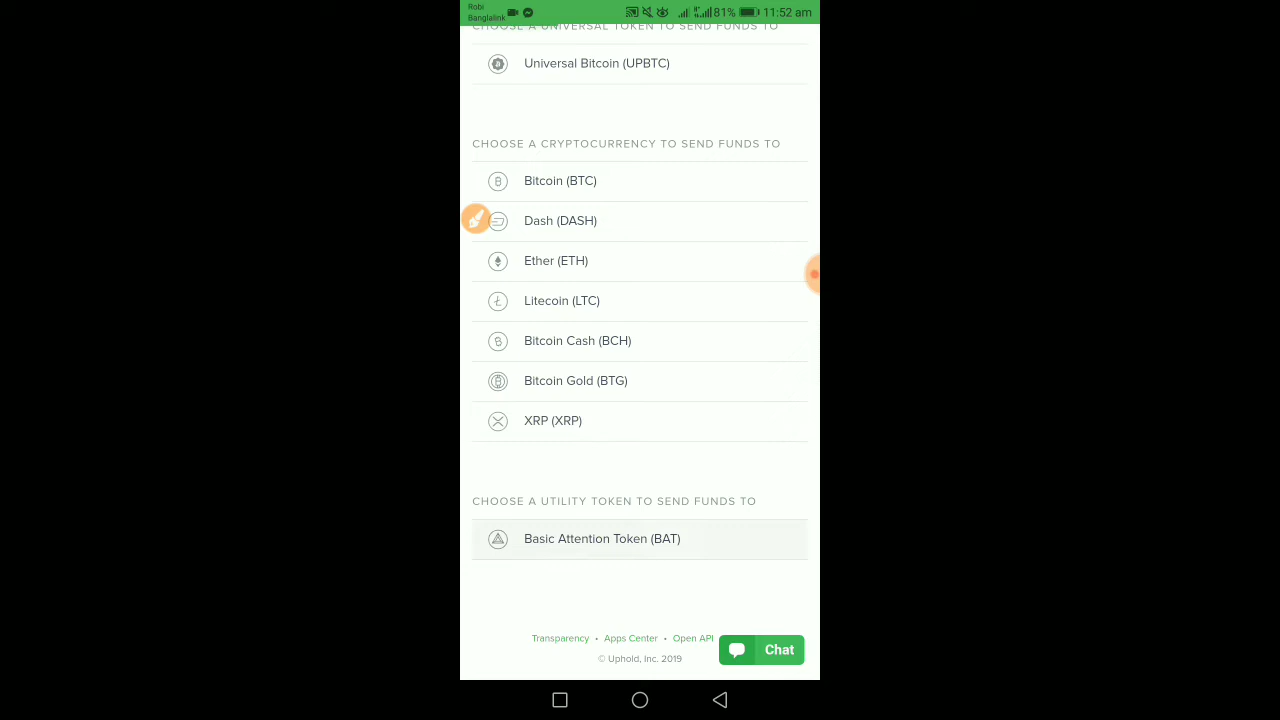 Robi
Banglalink
81%
11:52 am
CHOOSE A UNIVERSAL TOKEN TO SEND FUNDS TO
Universal Bitcoin (UPBTC)
CHOOSE A CRYPTOCURRENCY TO SEND FUNDS TO
Bitcoin (BTC)
Dash (DASH)
Ether (ETH)
Litecoin (LTC)
Bitcoin Cash (BCH)
Bitcoin Gold (BTG)
XRP (XRP)
CHOOSE A UTILITY TOKEN TO SEND FUNDS TO
Basic Attention Token (BAT)
Transparency • Apps Center • Open API
© Uphold, Inc. 2019
Chat